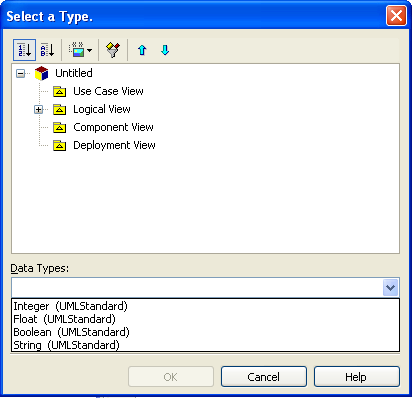 Select a Type.
Untitled
Use Case View
Logical View
Component View
Deployment View
Data Types:
Integer (UMLStandard)
Float (UMLStandard)
Boolean (UMLStandard)
String (UMLStandard)
OK Cancel Help